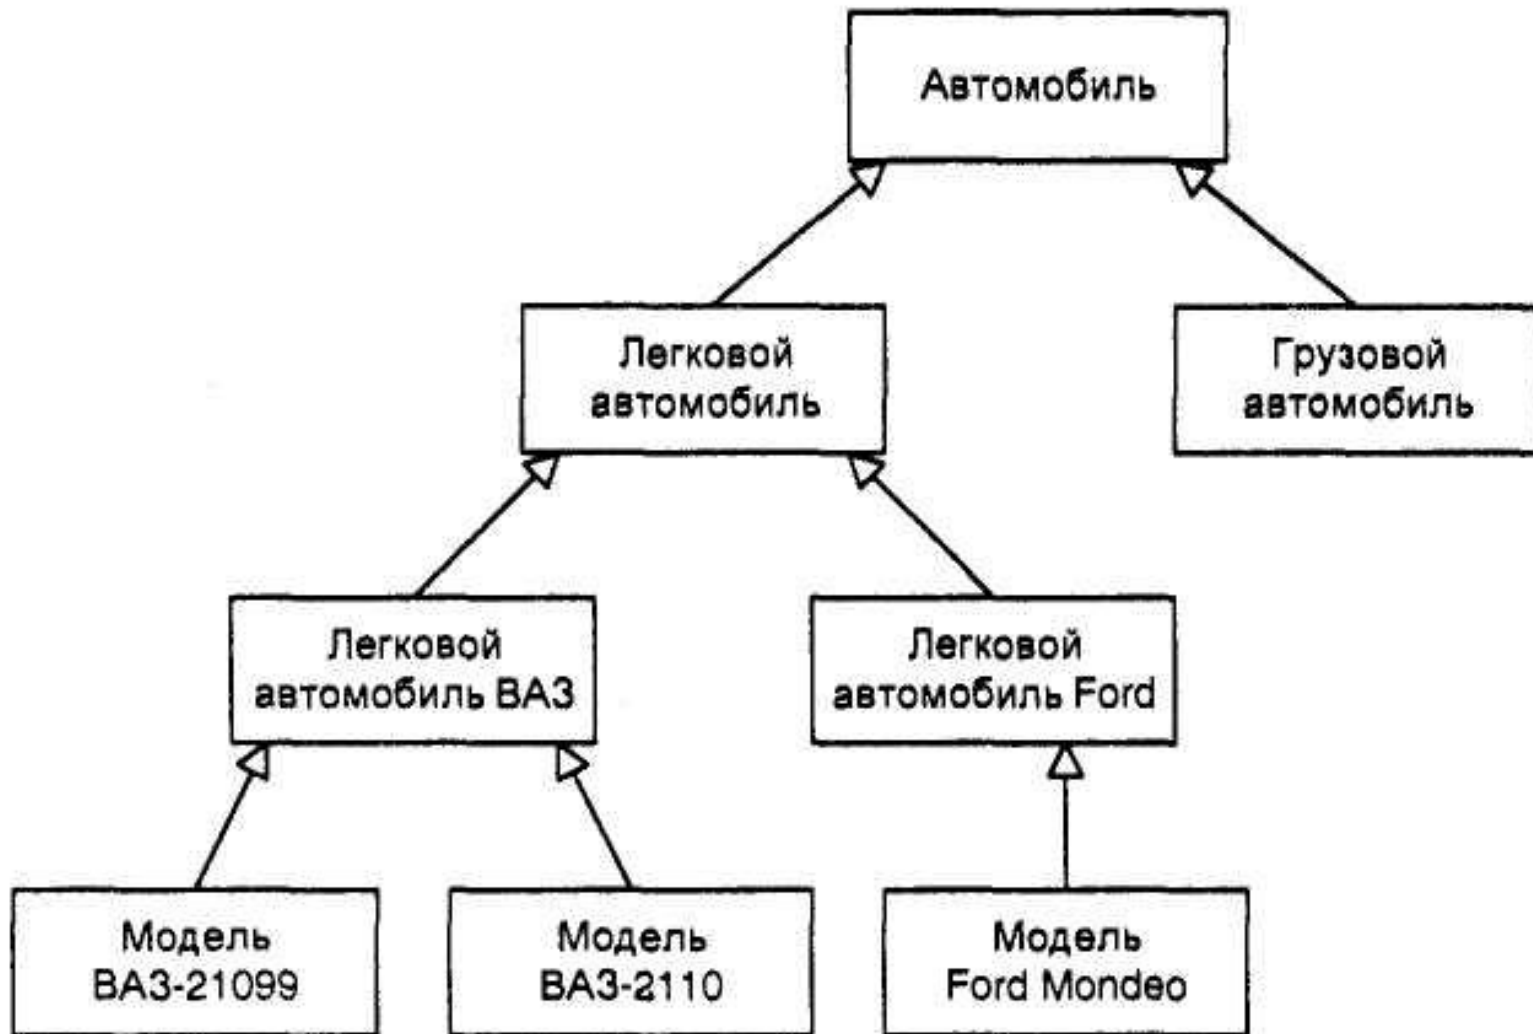 Автомобиль
Легковой
автомобиль
Грузовой
автомобиль
Легковой
автомобиль ВАЗ
Легковой
автомобиль Ford
Модель
ВАЗ-21099
Модель
ВАЗ-2110
Модель
Ford Mondeo